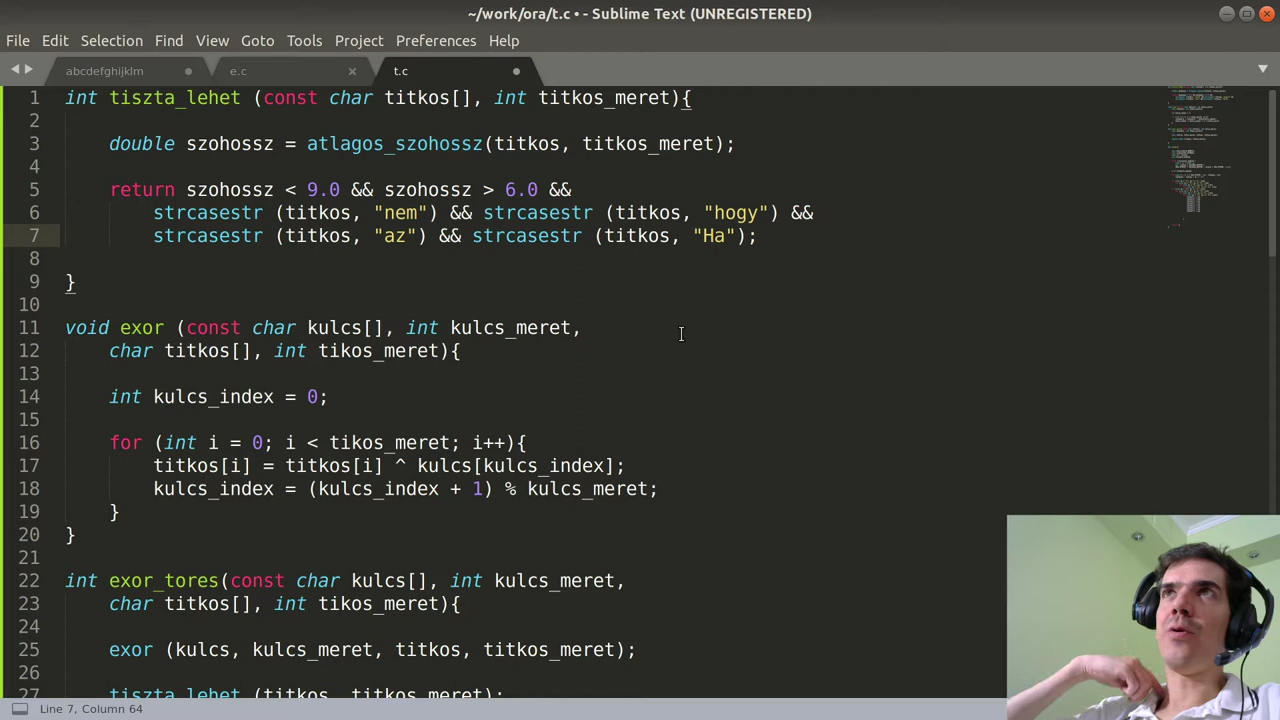 ~/work/ora/t.c • - Sublime Text (UNREGISTERED)
File Edit Selection Find View Goto Tools Project Preferences Help
abcdefghijklm e.c t.c
1 int tiszta_lehet (const char titkos[], int titkos_meret){
2
3 double szohossz = atlagos_szohossz(titkos, titkos_meret);
4
5 return szohossz < 9.0 && szohossz > 6.0 &&
6 strcasestr (titkos, "nem") && strcasestr (titkos, "hogy") &&
7 strcasestr (titkos, "az") && strcasestr (titkos, "Ha");
8
9 }
10
11 void exor (const char kulcs[], int kulcs_meret,
12 char titkos[], int tikos_meret){
13
14 int kulcs_index = 0;
15
16 for (int i = 0; i < tikos_meret; i++){
17 titkos[i] = titkos[i] ^ kulcs[kulcs_index];
18 kulcs_index = (kulcs_index + 1) % kulcs_meret;
19 }
20 }
21
22 int exor_tores(const char kulcs[], int kulcs_meret,
23 char titkos[], int tikos_meret){
24
25 exor (kulcs, kulcs_meret, titkos, titkos_meret);
26
27 tiszta_lehet (titkos, titkos_meret);
Line 7, Column 64